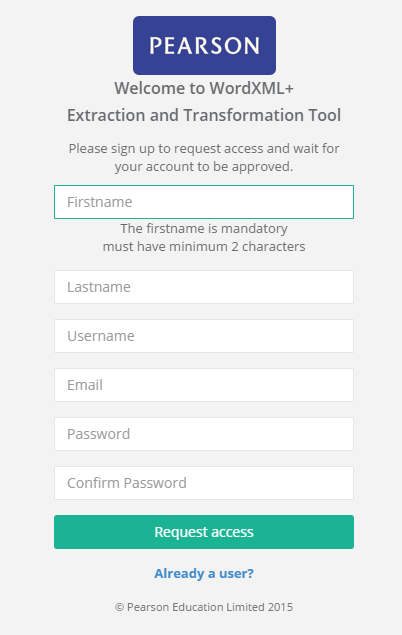 PEARSON
Welcome to WordXML+
Extraction and Transformation Tool
Please sign up to request access and wait for
your account to be approved.
Firstname
The firstname is mandatory
must have minimum 2 characters
Lastname
Username
Email
Password
Confirm Password
Request access
Already a user?
© Pearson Education Limited 2015